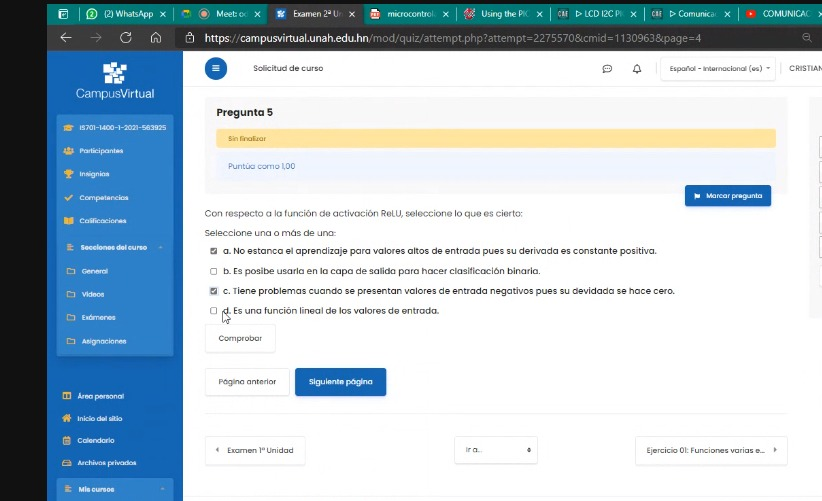 (2) WhatsApp
Meet: oc
Examen 2ª U
microcontrol
Using the PIC
▷ LCD I2C P
▷ Comunicac
COMUNICAC
https://campusvirtual.unah.edu.hn/mod/quiz/attempt.php?attempt=2275570&cmid=1130963&page=4
CampusVirtual
Solicitud de curso
Español - Internacional (es)
CRISTIAN
IS701-1400-1-2021-563925
Participantes
Insignias
Competencias
Calificaciones
Secciones del curso
General
Videos
Exámenes
Asignaciones
Área personal
Inicio del sitio
Calendario
Archivos privados
Mis cursos
Pregunta 5
Sin finalizar
Puntúa como 1,00
Marcar pregunta
Con respecto a la función de activación ReLU, seleccione lo que es cierto:
Seleccione una o más de una:
a. No estanca el aprendizaje para valores altos de entrada pues su derivada es constante positiva.
b. Es posibe usarla en la capa de salida para hacer clasificación binaria.
c. Tiene problemas cuando se presentan valores de entrada negativos pues su devidada se hace cero.
d. Es una función lineal de los valores de entrada.
Comprobar
Página anterior
Siguiente página
Examen 1ª Unidad
Ir a...
Ejercicio 01: Funciones varias e...